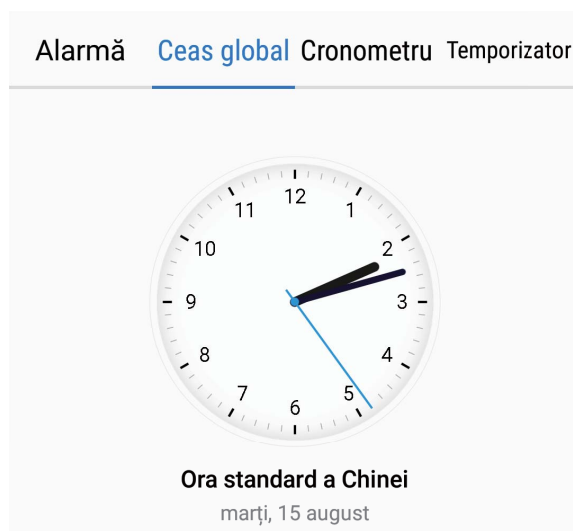 Alarmă Ceas global Cronometru Temporizator
12
11 1
10 2
9 3
8 4
7 5
6
Ora standard a Chinei
marți, 15 august